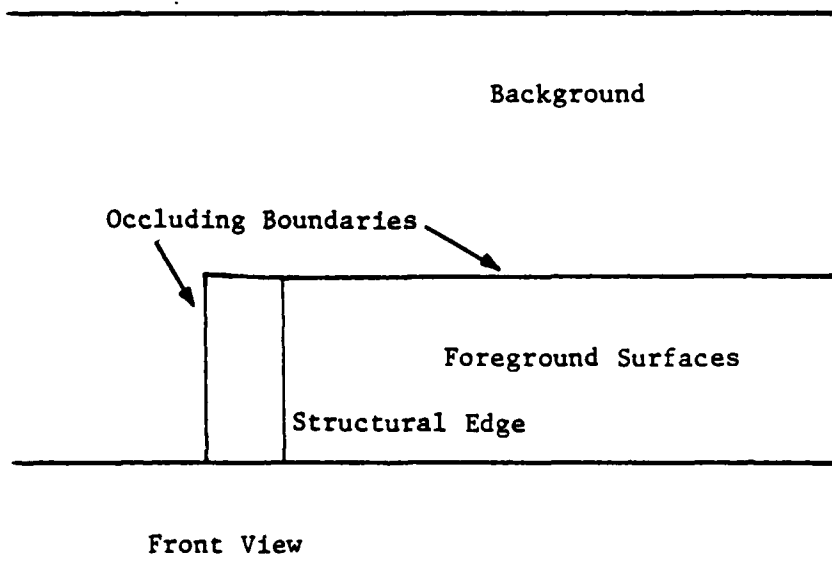 Background
Occluding Boundaries
Foreground Surfaces
Structural Edge
Front View